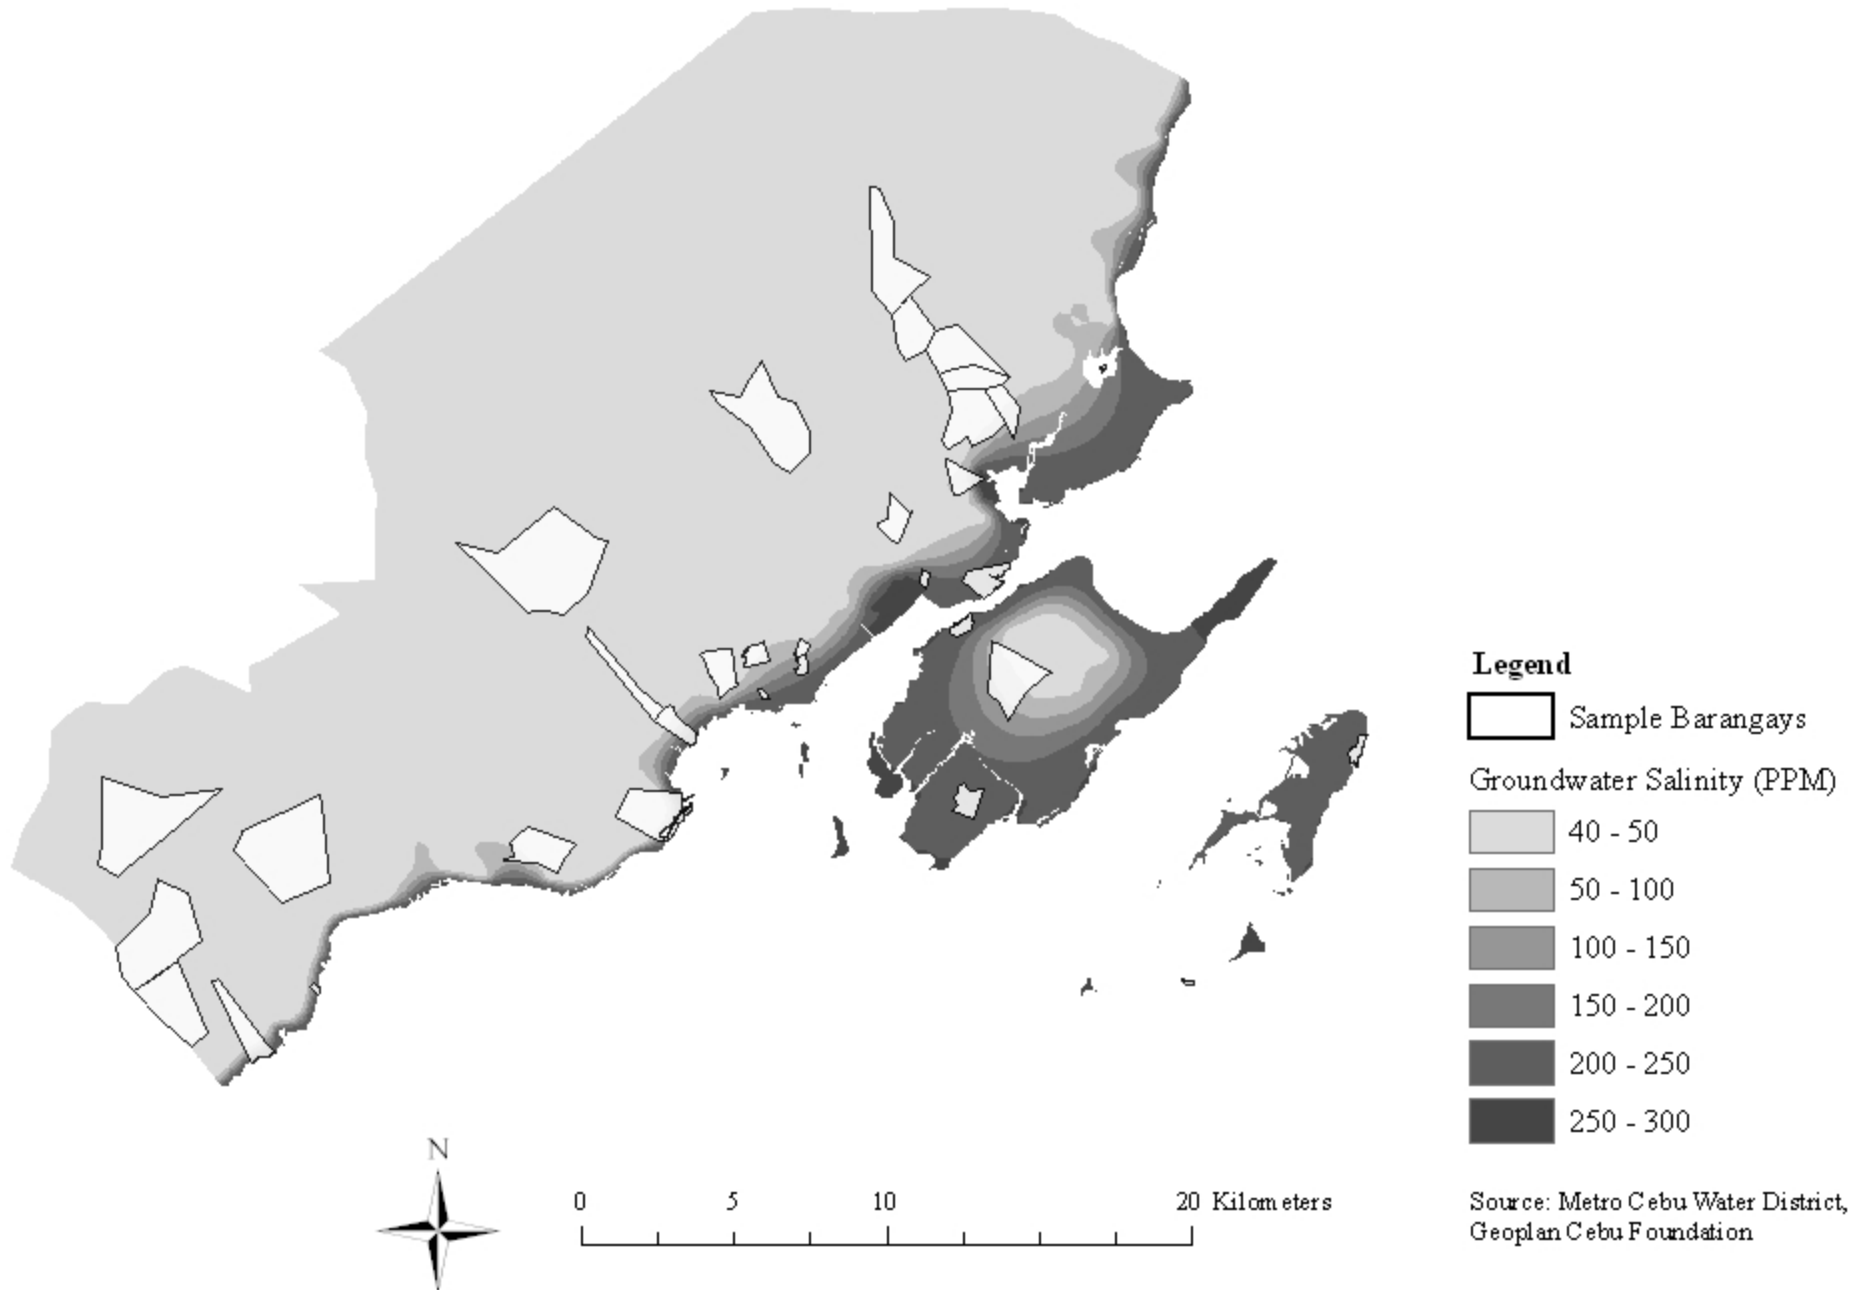 Legend
Sample Barangays
Groundwater Salinity (PPM)
40 - 50
50 - 100
100 - 150
150 - 200
200 - 250
250 - 300
N
0 5 10 20 Kilometers
Source: Metro Cebu Water District,
Geoplan Cebu Foundation